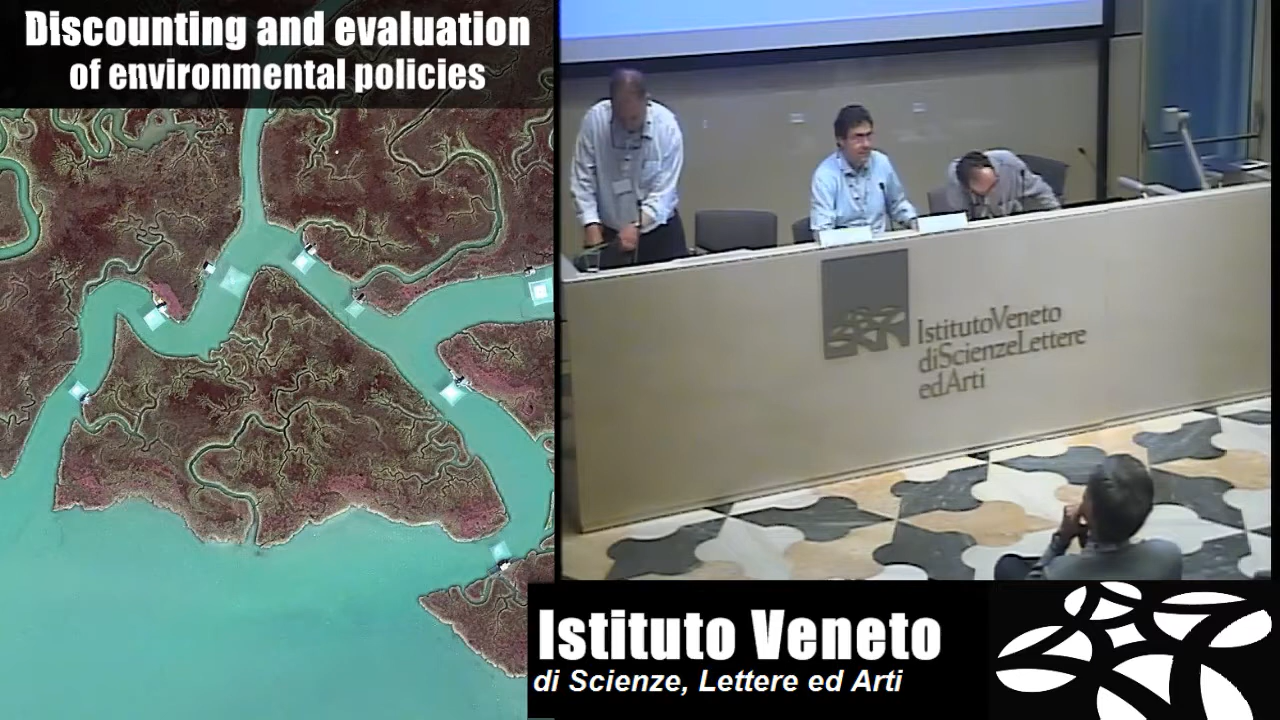 Discounting and evaluation
of environmental policies
IstitutoVeneto
diScienzeLettere
edArti
Istituto Veneto
di Scienze, Lettere ed Arti